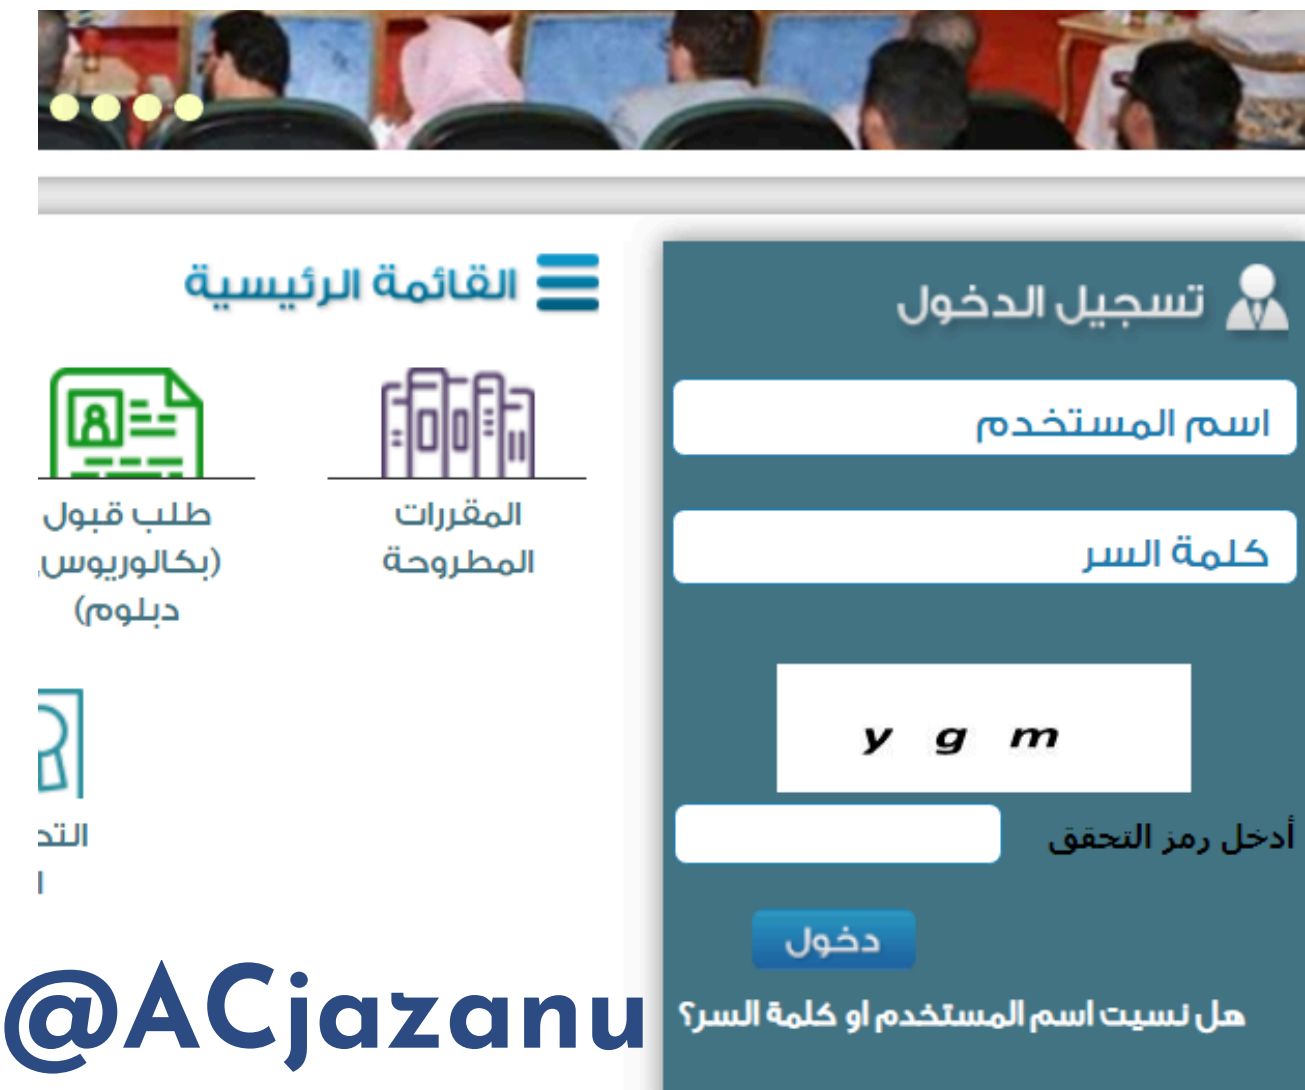 تسجيل الدخول
اسم المستخدم
كلمة السر
y g m
أدخل رمز التحقق
دخول
هل نسيت اسم المستخدم او كلمة السر؟
القائمة الرئيسية
المقررات
المطروحة
طلب قبول
(بكالوريوس,
دبلوم)
@ACjazanu